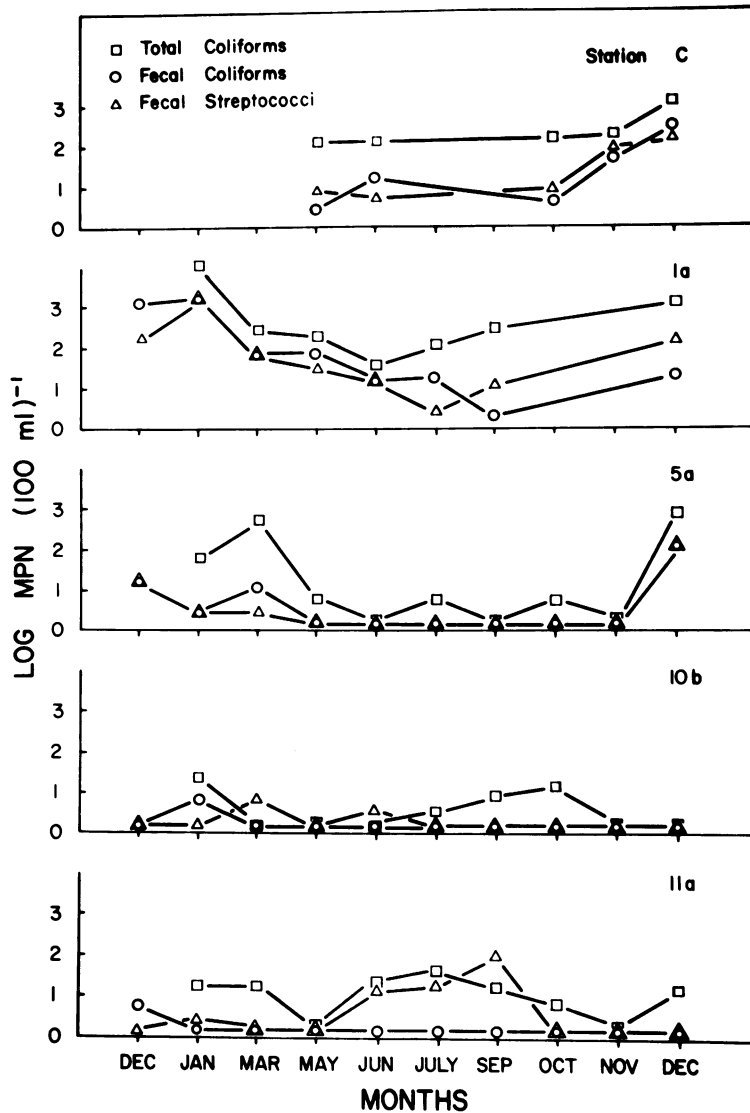 Total Coliforms
Fecal Coliforms
Fecal Streptococci
Station C
3
2
1
0
1a
3
2
1
0
5a
3
2
1
0
10b
3
2
1
0
11a
3
2
1
0
LOG MPN (100 ml)⁻¹
DEC JAN MAR MAY JUN JULY SEP OCT NOV DEC
MONTHS